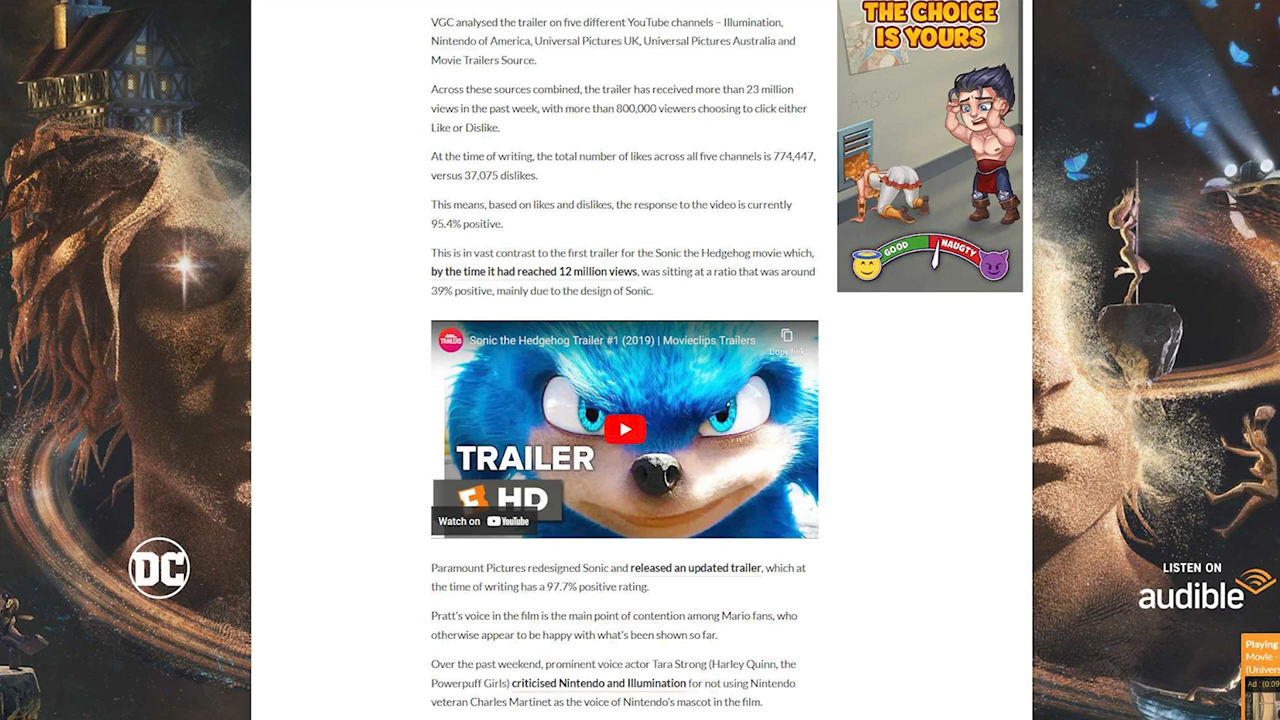 VGC analysed the trailer on five different YouTube channels – Illumination,
Nintendo of America, Universal Pictures UK, Universal Pictures Australia and
Movie Trailers Source.
Across these sources combined, the trailer has received more than 23 million
views in the past week, with more than 800,000 viewers choosing to click either
Like or Dislike.
At the time of writing, the total number of likes across all five channels is 774,447,
versus 37,075 dislikes.
This means, based on likes and dislikes, the response to the video is currently
95.4% positive.
This is in vast contrast to the first trailer for the Sonic the Hedgehog movie which,
by the time it had reached 12 million views, was sitting at a ratio that was around
39% positive, mainly due to the design of Sonic.
TRAILERS
Sonic the Hedgehog Trailer #1 (2019) | Movieclips Trailers
Copy link
TRAILER
HD
Watch on YouTube
Paramount Pictures redesigned Sonic and released an updated trailer, which at
the time of writing has a 97.7% positive rating.
Pratt's voice in the film is the main point of contention among Mario fans, who
otherwise appear to be happy with what's been shown so far.
Over the past weekend, prominent voice actor Tara Strong (Harley Quinn, the
Powerpuff Girls) criticised Nintendo and Illumination for not using Nintendo
veteran Charles Martinet as the voice of Nintendo's mascot in the film.
THE CHOICE
IS YOURS
GOOD
NAUGTY
DC
LISTEN ON
audible
Playing
Movie -
(Univers
Ad : (0:09